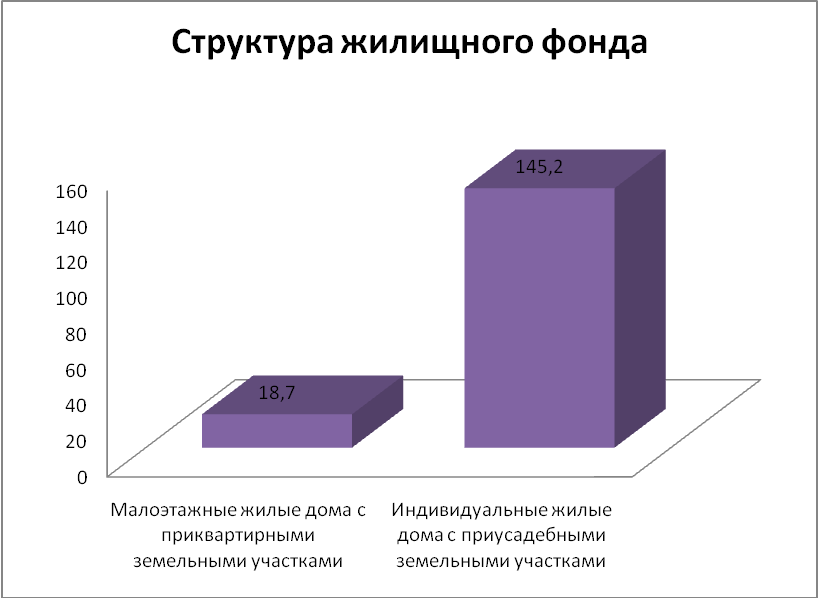 Структура жилищного фонда
145,2
160
140
120
100
80
60
40
20
0
18,7
Малоэтажные жилые дома с
приквартирными
земельными участками
Индивидуальные жилые
дома с приусадебными
земельными участками